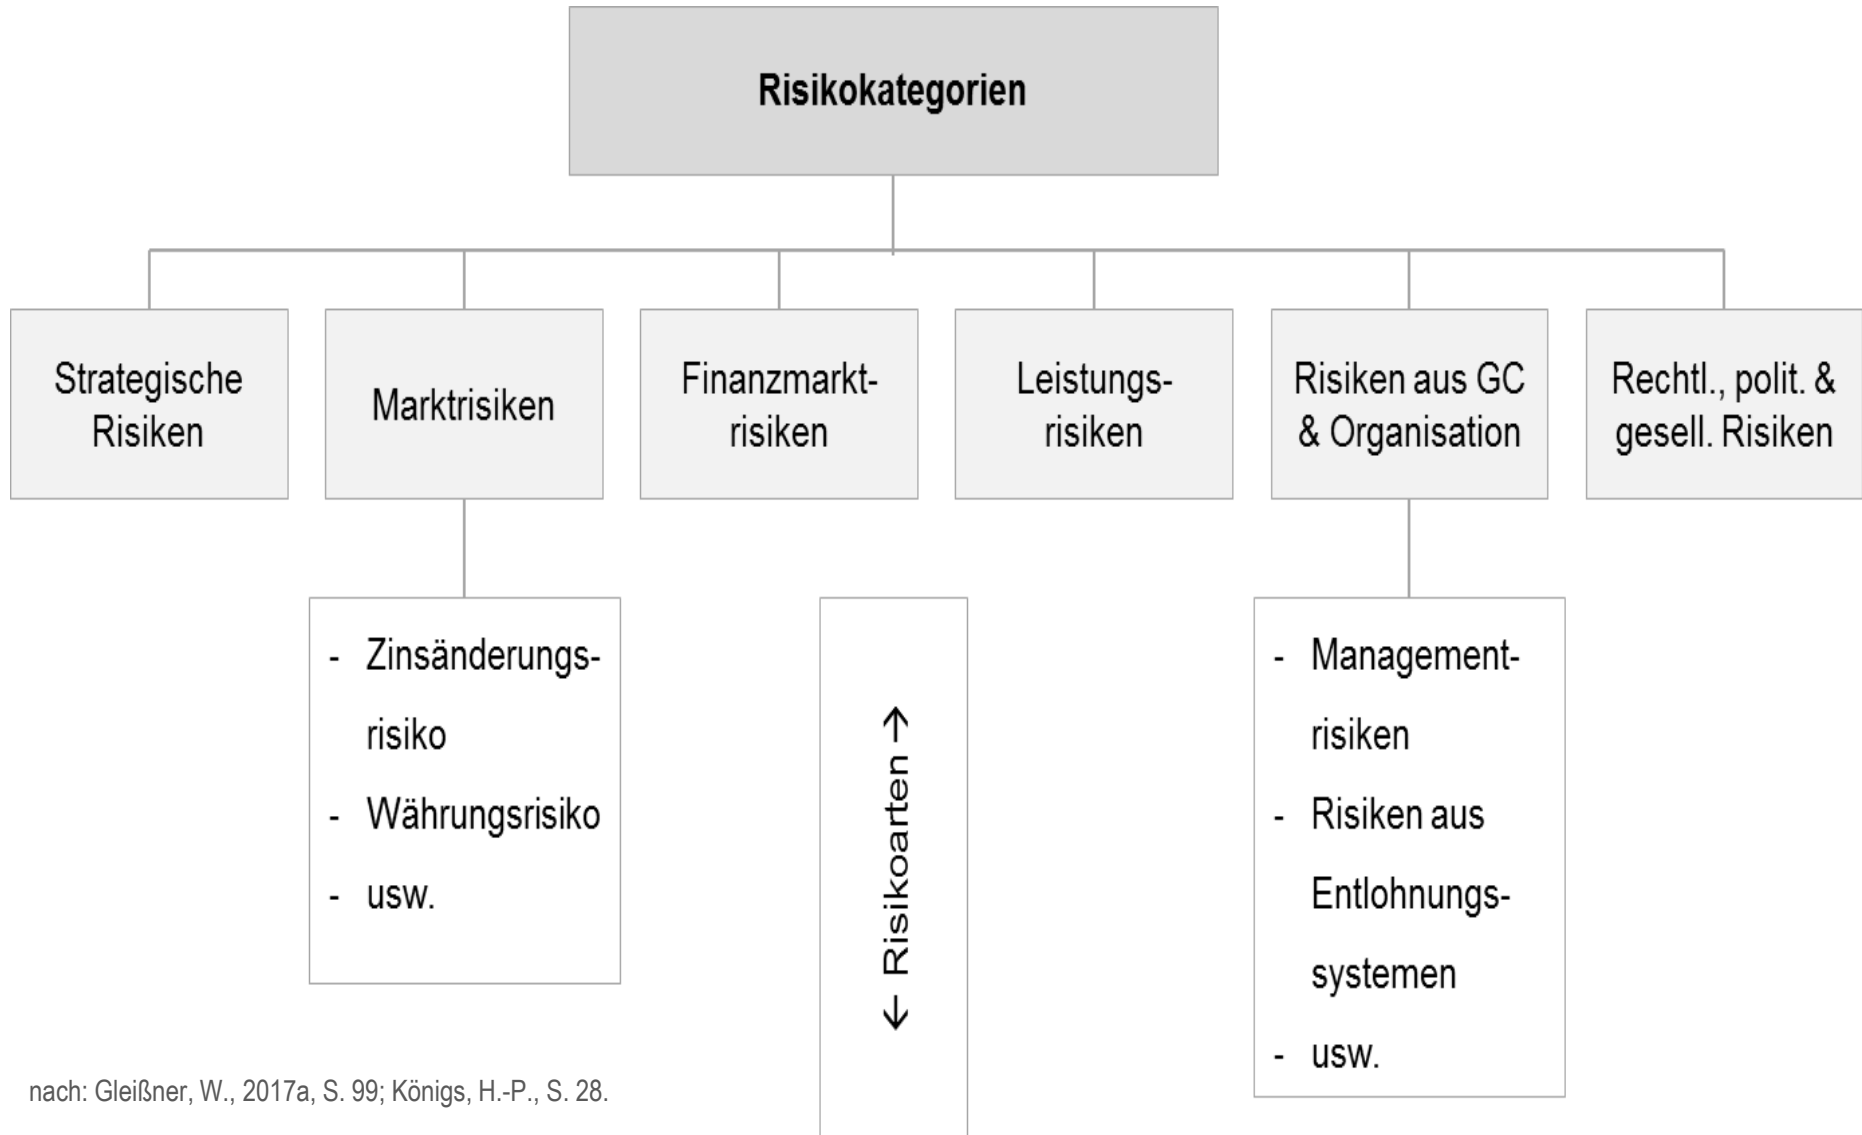 Risikokategorien
Strategische
Risiken
Marktrisiken
Finanzmarkt-
risiken
Leistungs-
risiken
Risiken aus GC
& Organisation
Rechtl., polit. &
gesell. Risiken
- Zinsänderungs-
risiko
- Währungsrisiko
- usw.
← Risikoarten →
- Management-
risiken
- Risiken aus
Entlohnungs-
systemen
- usw.
nach: Gleißner, W., 2017a, S. 99; Königs, H.-P., S. 28.